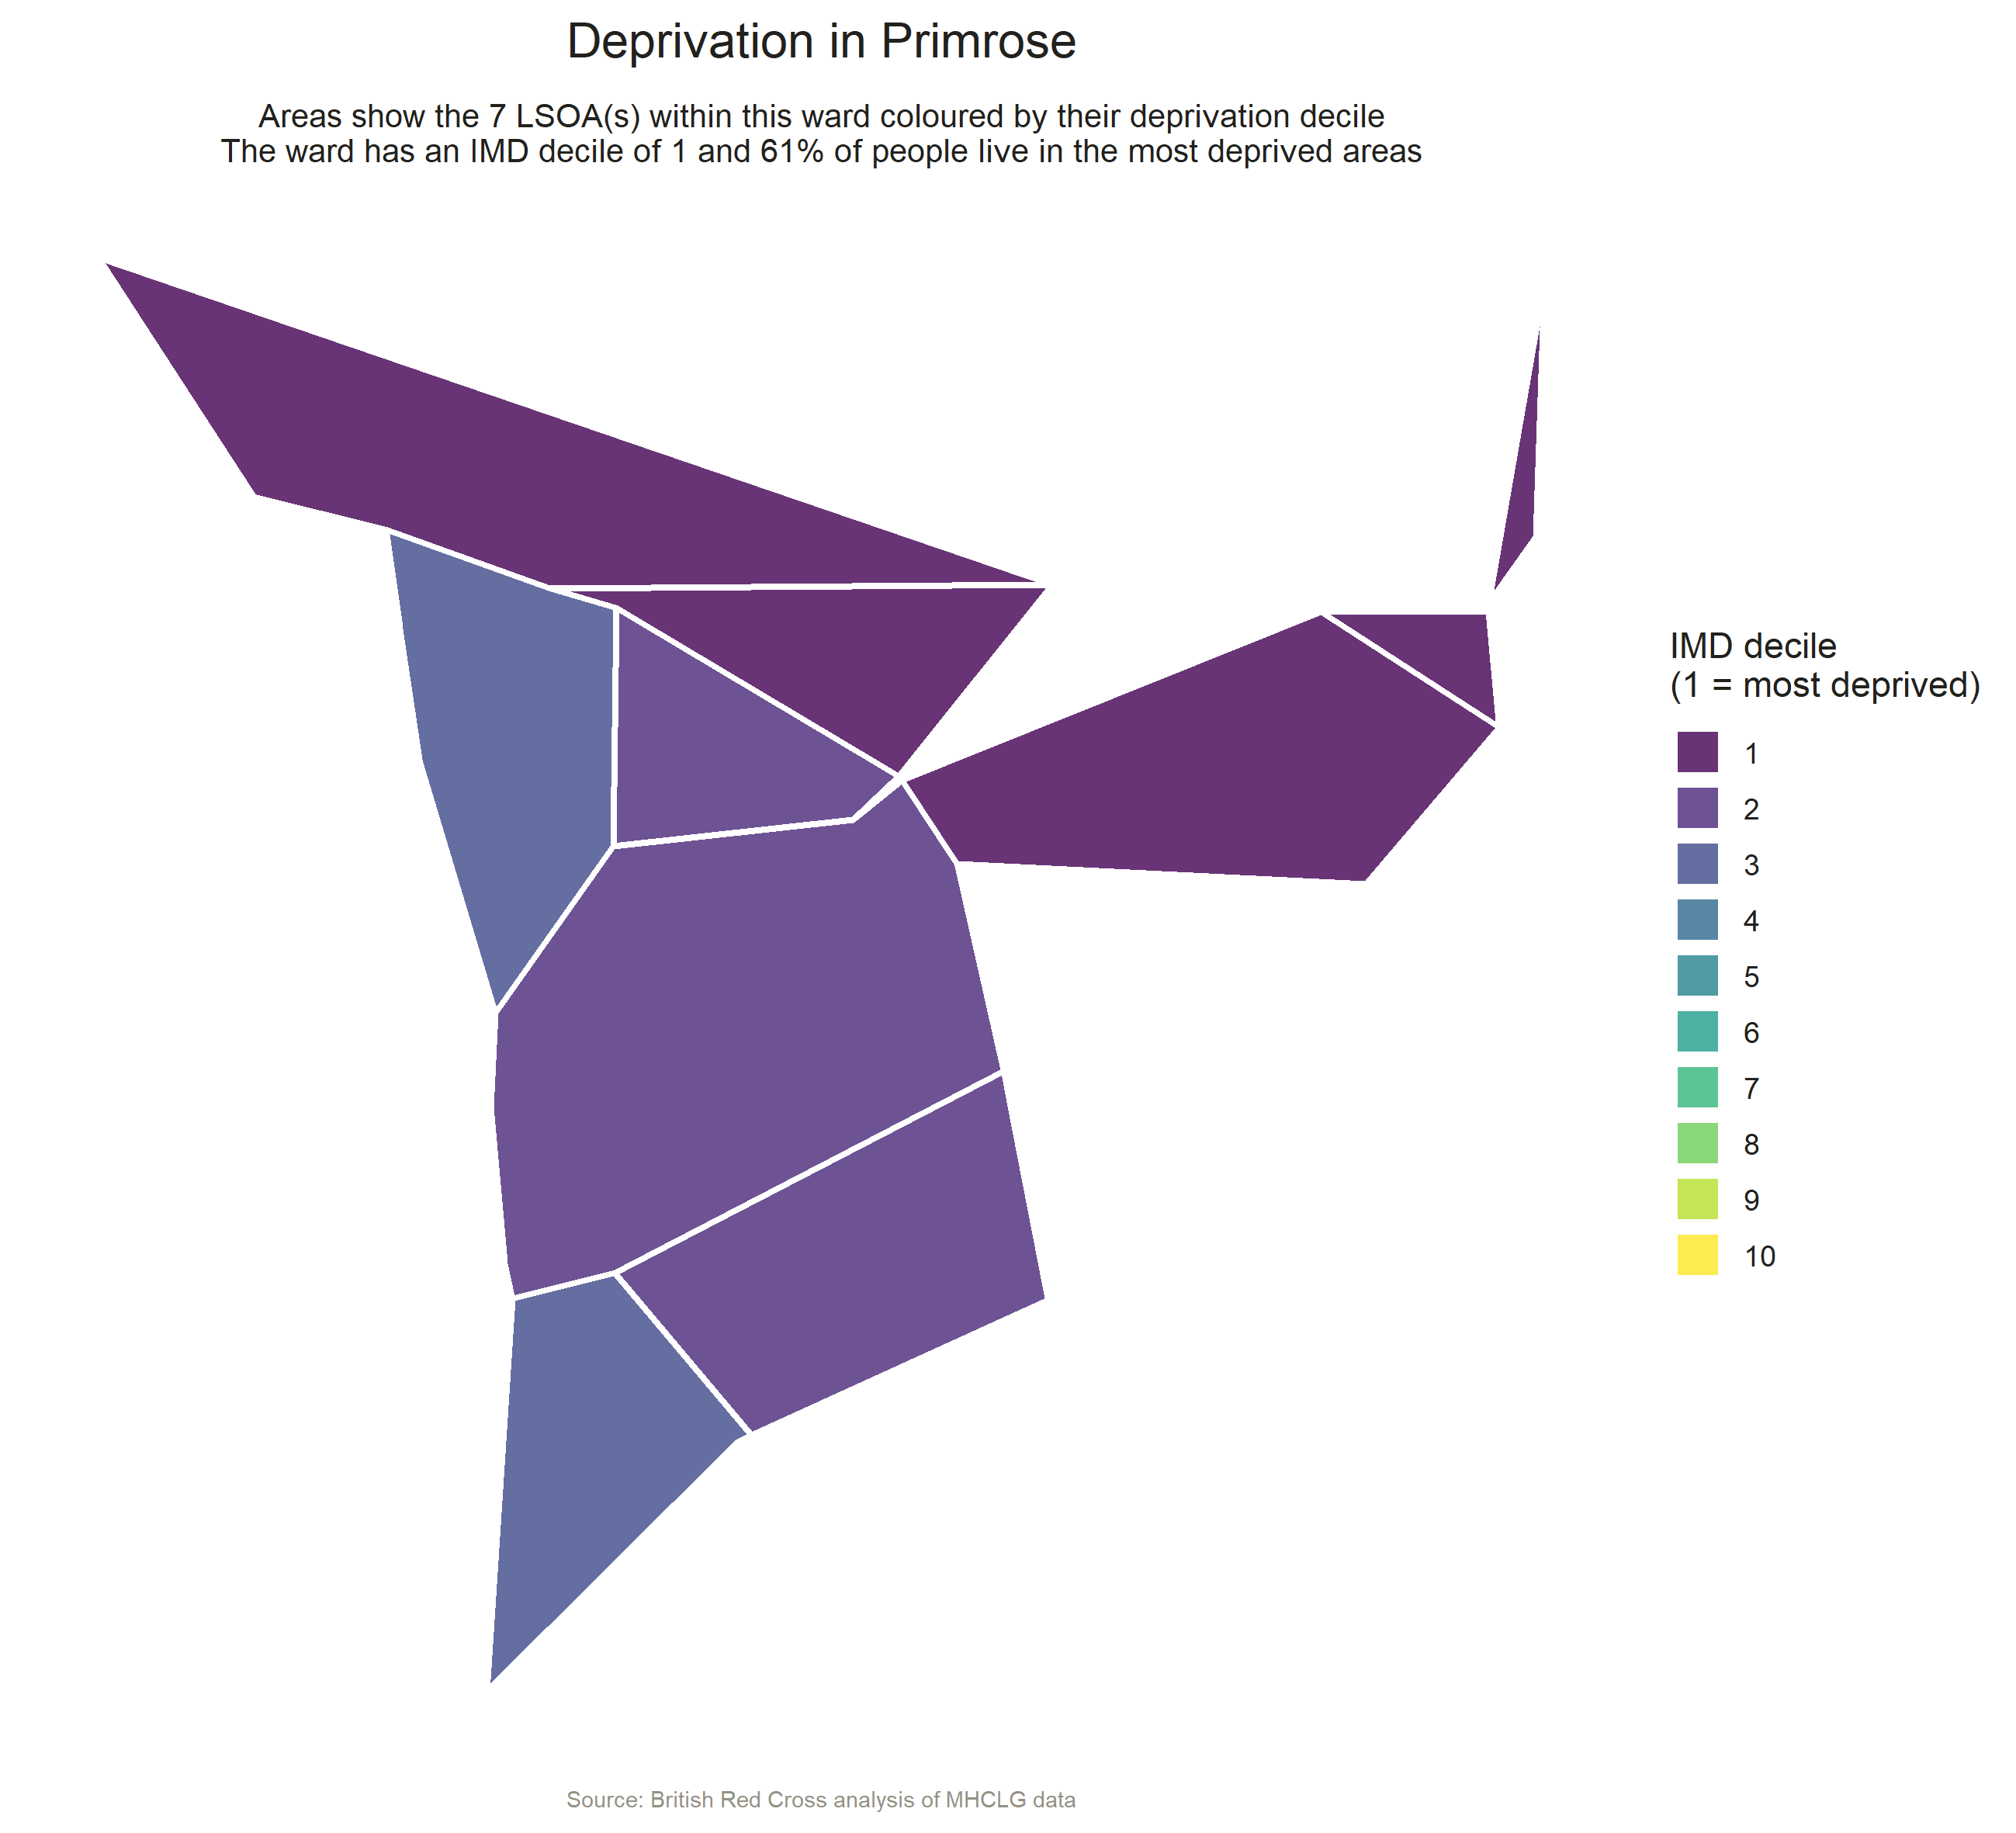 Deprivation in Primrose
Areas show the 7 LSOA(s) within this ward coloured by their deprivation decile
The ward has an IMD decile of 1 and 61% of people live in the most deprived areas
IMD decile
(1 = most deprived)
1
2
3
4
5
6
7
8
9
10
Source: British Red Cross analysis of MHCLG data